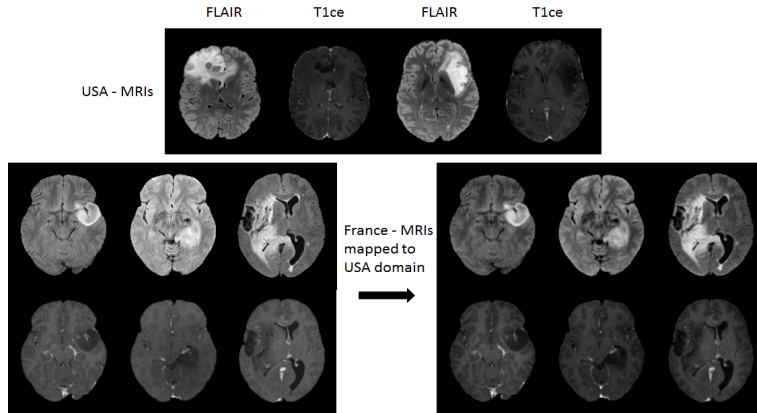 FLAIR T1ce FLAIR T1ce
USA - MRIs
France - MRIs
mapped to
USA domain